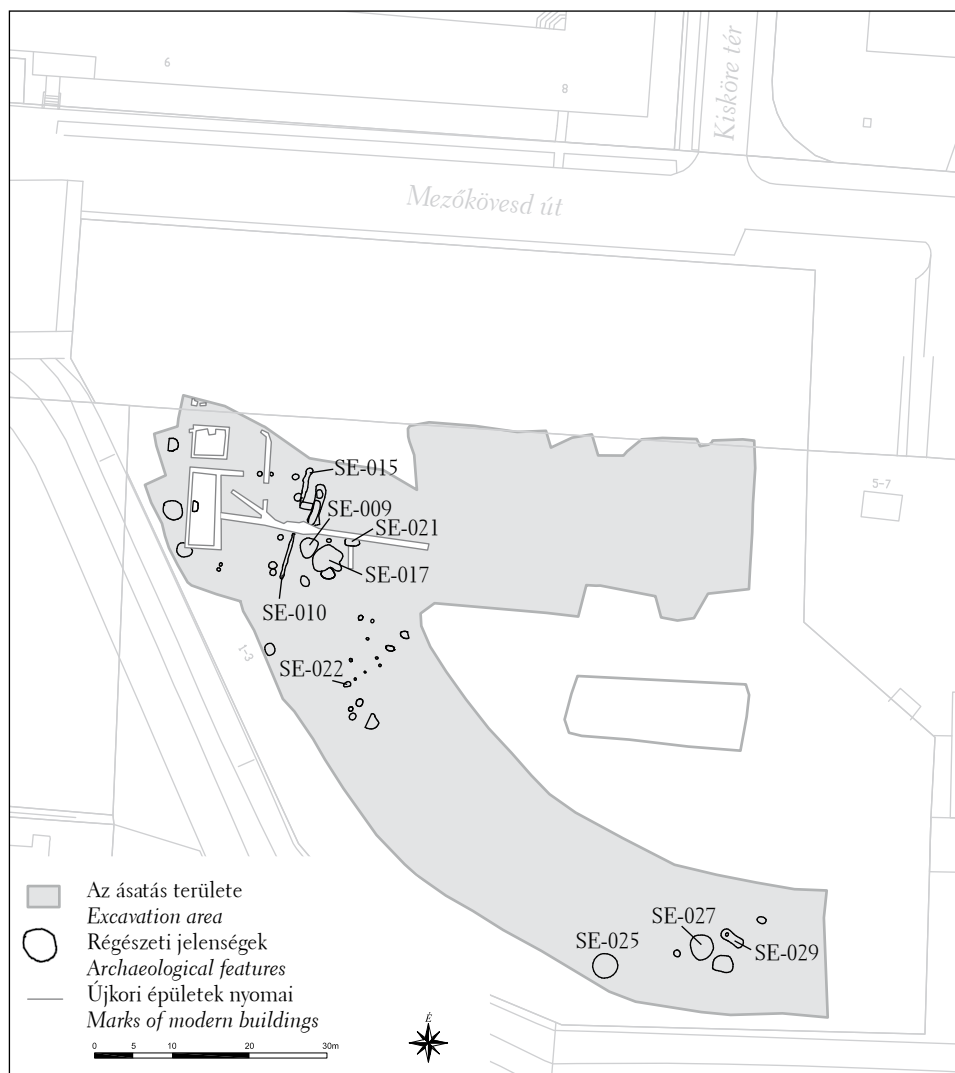 6
8
Kisköre tér
Mezőkövesd út
SE-015
SE-009
SE-021
SE-017
SE-010
5-7
1-3
SE-022
SE-027
SE-025
SE-029
Az ásatás területe
Excavation area
Régészeti jelenségek
Archaeological features
Újkori épületek nyomai
Marks of modern buildings
É
0 5 10 20 30m